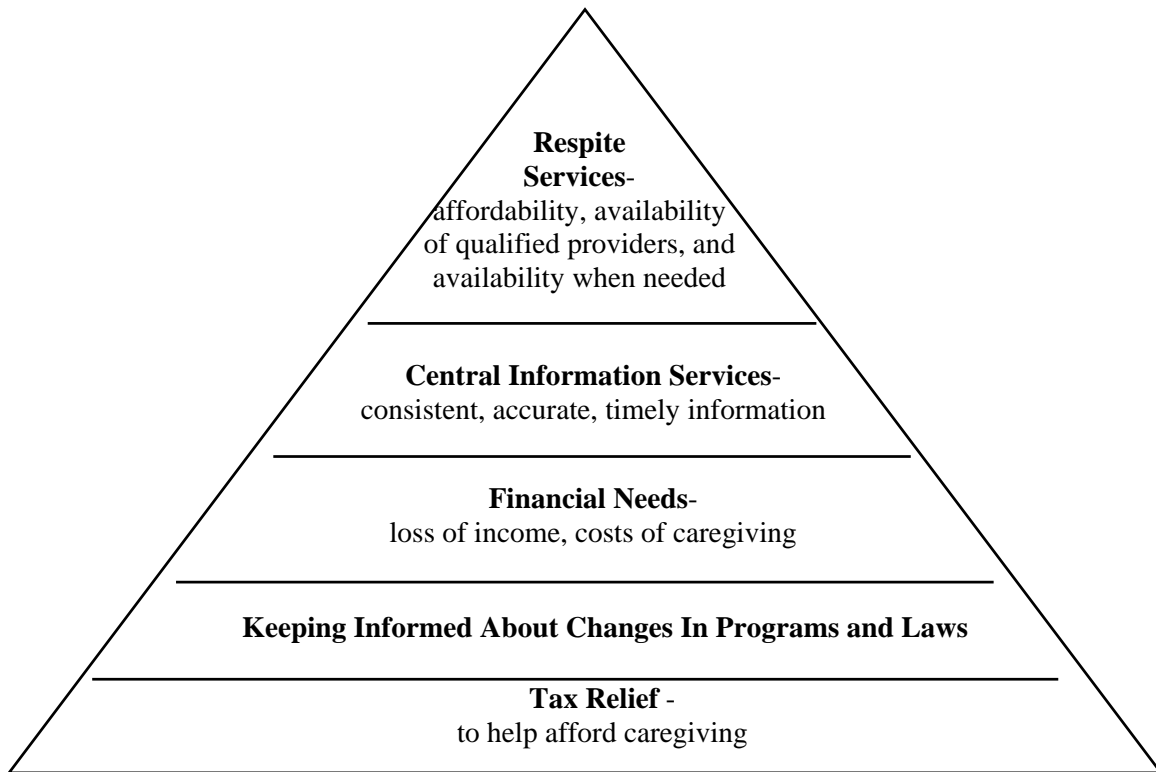 Respite
Services-
affordability, availability
of qualified providers, and
availability when needed
Central Information Services-
consistent, accurate, timely information
Financial Needs-
loss of income, costs of caregiving
Keeping Informed About Changes In Programs and Laws
Tax Relief -
to help afford caregiving